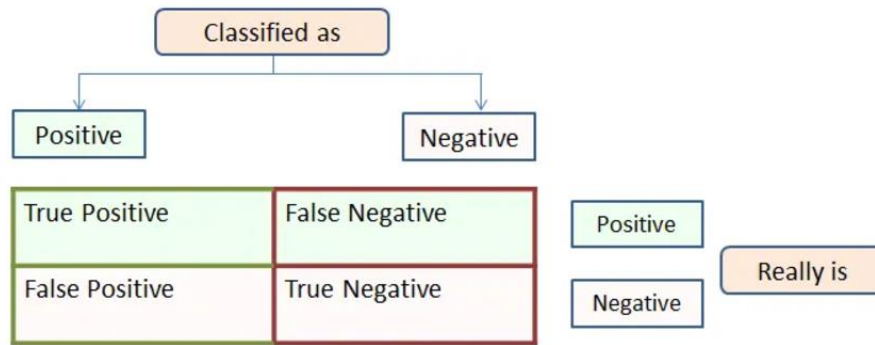 Classified as
Positive
Negative
True Positive
False Negative
Positive
False Positive
True Negative
Negative
Really is